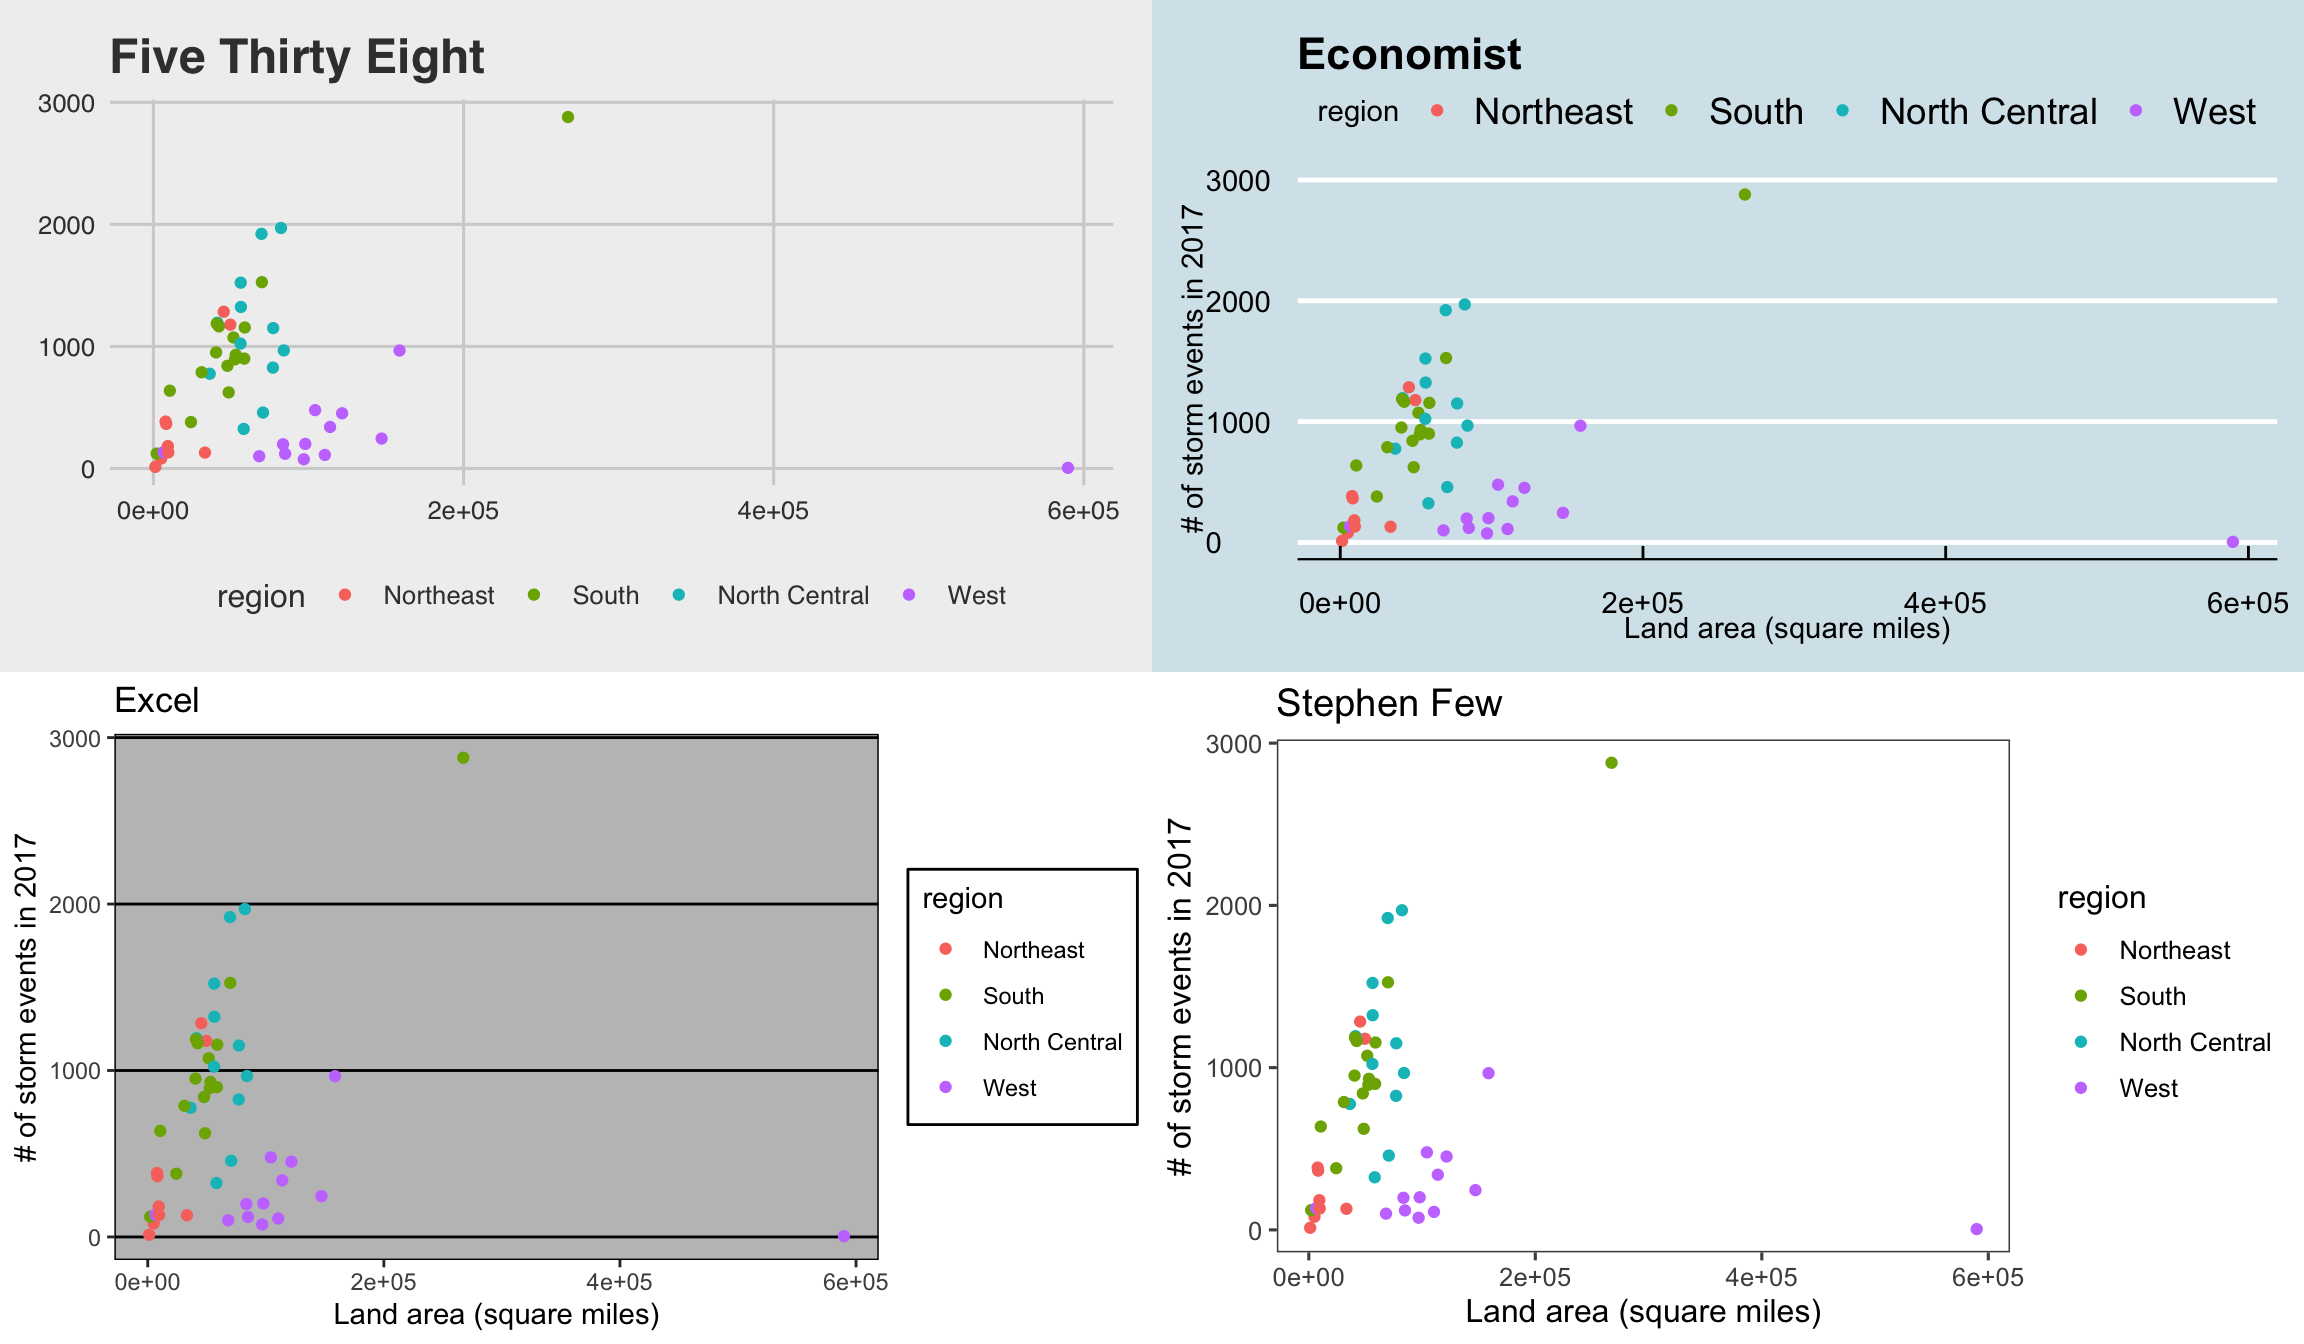 Five Thirty Eight
3000
2000
1000
0
0e+00 2e+05 4e+05 6e+05
region Northeast South North Central West
Economist
region Northeast South North Central West
# of storm events in 2017
3000
2000
1000
0
0e+00 2e+05 4e+05 6e+05
Land area (square miles)
Excel
# of storm events in 2017
3000
2000
1000
0
0e+00 2e+05 4e+05 6e+05
Land area (square miles)
region
Northeast
South
North Central
West
Stephen Few
# of storm events in 2017
3000
2000
1000
0
0e+00 2e+05 4e+05 6e+05
Land area (square miles)
region
Northeast
South
North Central
West